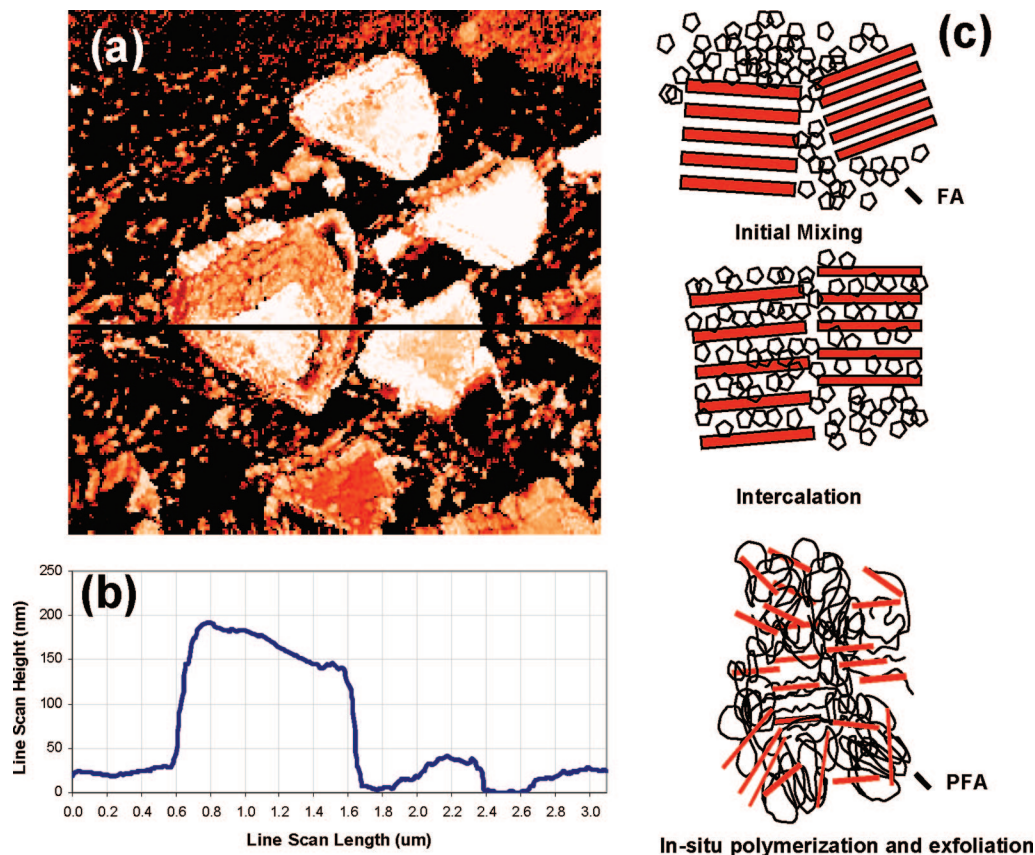 (a)
(b)
250
200
150
100
50
0
Line Scan Height (nm)
0.0 0.2 0.4 0.6 0.8 1.0 1.2 1.4 1.6 1.8 2.0 2.2 2.4 2.6 2.8 3.0
Line Scan Length (um)
(c)
FA
Initial Mixing
Intercalation
PFA
In-situ polymerization and exfoliation